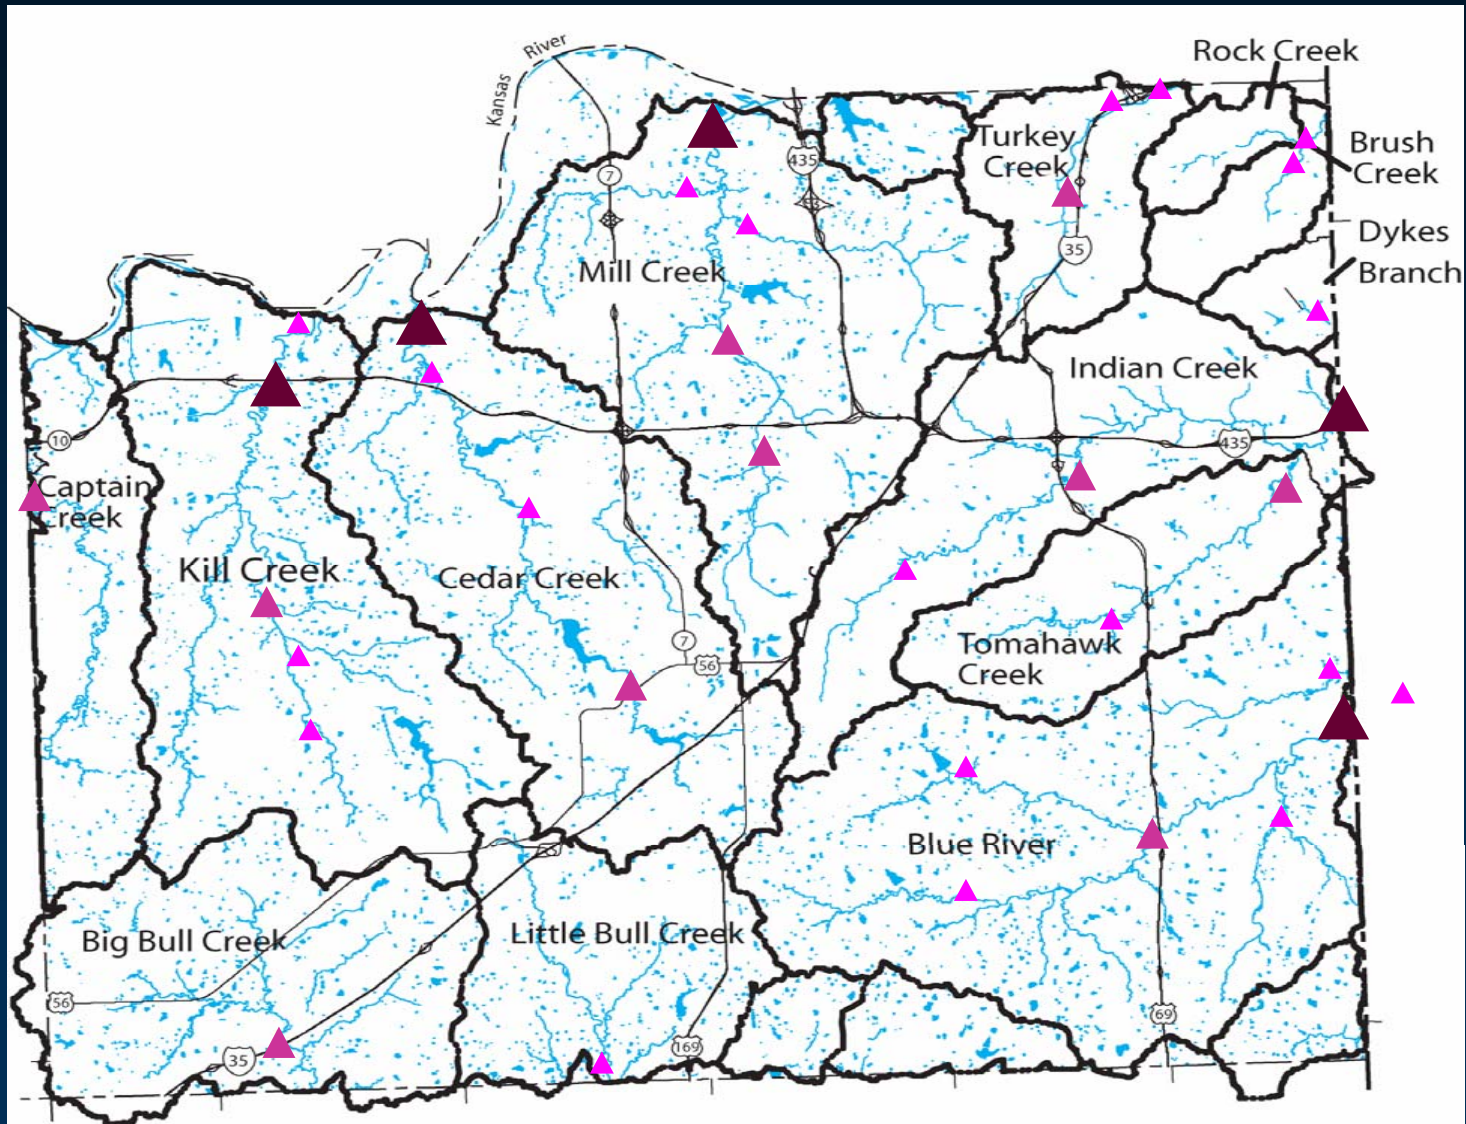 Rock Creek
River
Kansas
Turkey
Creek
Brush
Creek
435
7
Dykes
Branch
35
Mill Creek
Indian Creek
10
435
Captain
Creek
Kill Creek
Cedar Creek
7
56
Tomahawk
Creek
Blue River
Big Bull Creek
Little Bull Creek
56
69
35
169